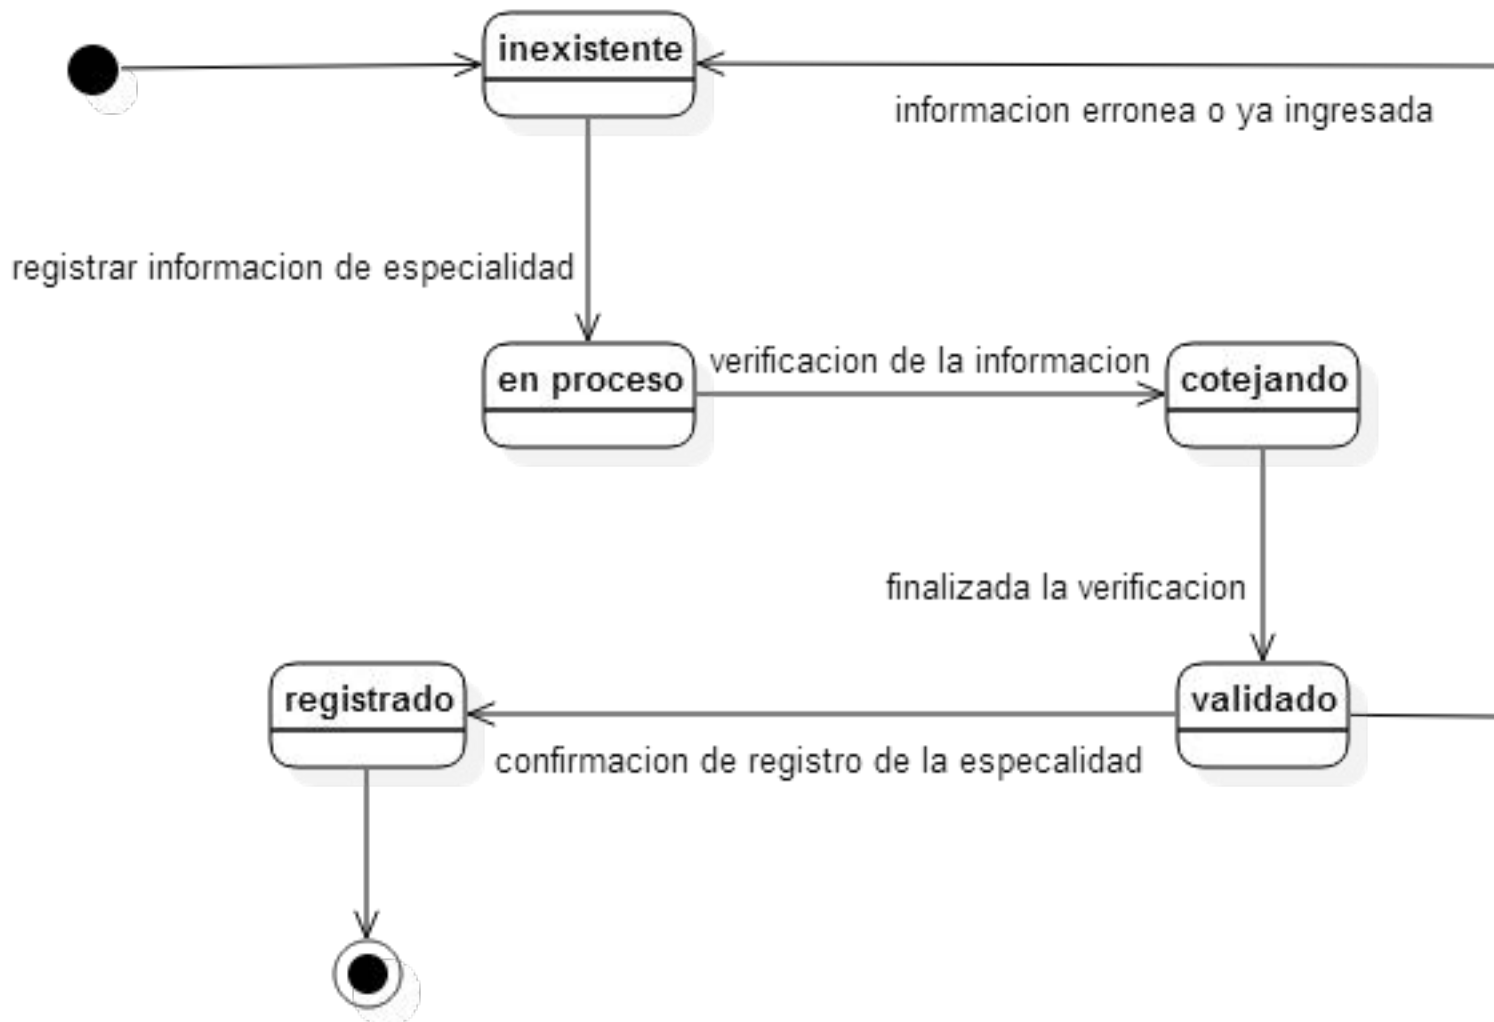 inexistente
informacion erronea o ya ingresada
registrar informacion de especialidad
en proceso
verificacion de la informacion
cotejando
finalizada la verificacion
registrado
validado
confirmacion de registro de la especalidad